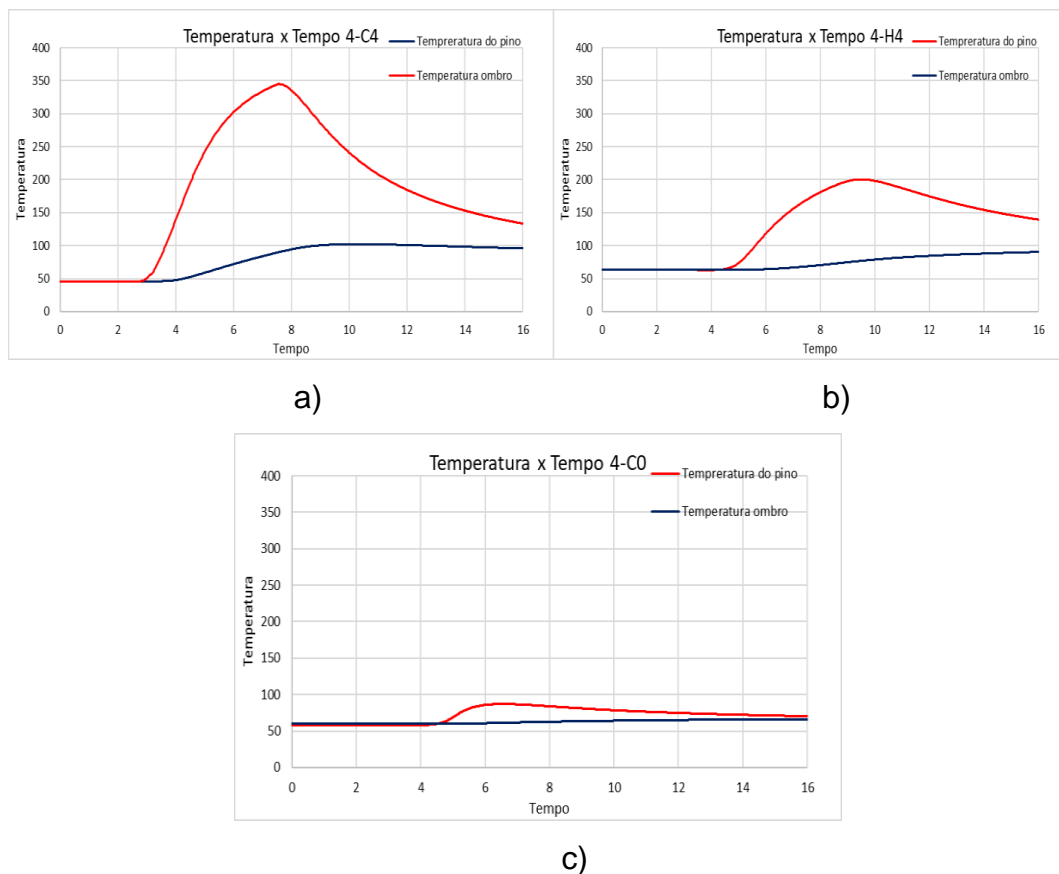 Temperatura x Tempo 4-C4
Tempreratura do pino
Temperatura ombro
Temperatura
400
350
300
250
200
150
100
50
0
0 2 4 6 8 10 12 14 16
Tempo
a)
Temperatura x Tempo 4-H4
Tempreratura do pino
Temperatura ombro
Temperatura
400
350
300
250
200
150
100
50
0
0 2 4 6 8 10 12 14 16
Tempo
b)
Temperatura x Tempo 4-C0
Tempreratura do pino
Temperatura ombro
Temperatura
400
350
300
250
200
150
100
50
0
0 2 4 6 8 10 12 14 16
Tempo
c)